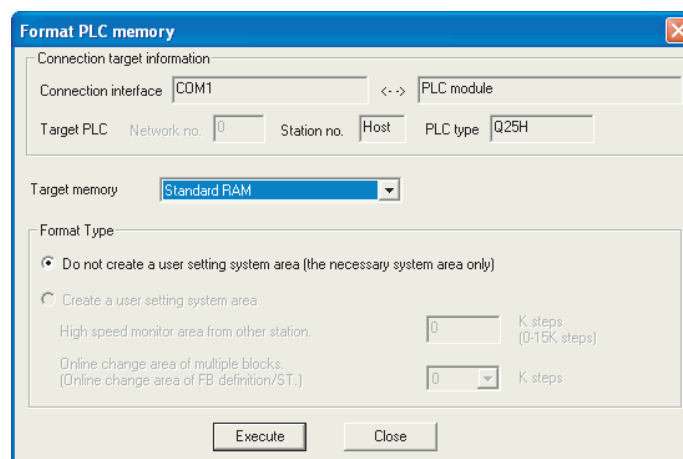 Format PLC memory
Connection target information
Connection interface COM1 <--> PLC module
Target PLC Network no. 0 Station no. Host PLC type Q25H
Target memory Standard RAM
Format Type
Do not create a user setting system area (the necessary system area only)
Create a user setting system area
High speed monitor area from other station. 0 K steps
(0-15K steps)
Online change area of multiple blocks.
(Online change area of FB definition/ST.) 0 K steps
Execute Close